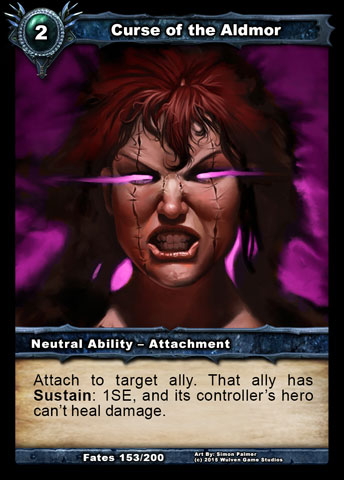 2
Curse of the Aldmor
Neutral Ability – Attachment
Attach to target ally. That ally has
Sustain: 1SE, and its controller's hero
can't heal damage.
Fates 153/200
Art By: Simon Palmer
(c) 2015 Wulven Game Studios